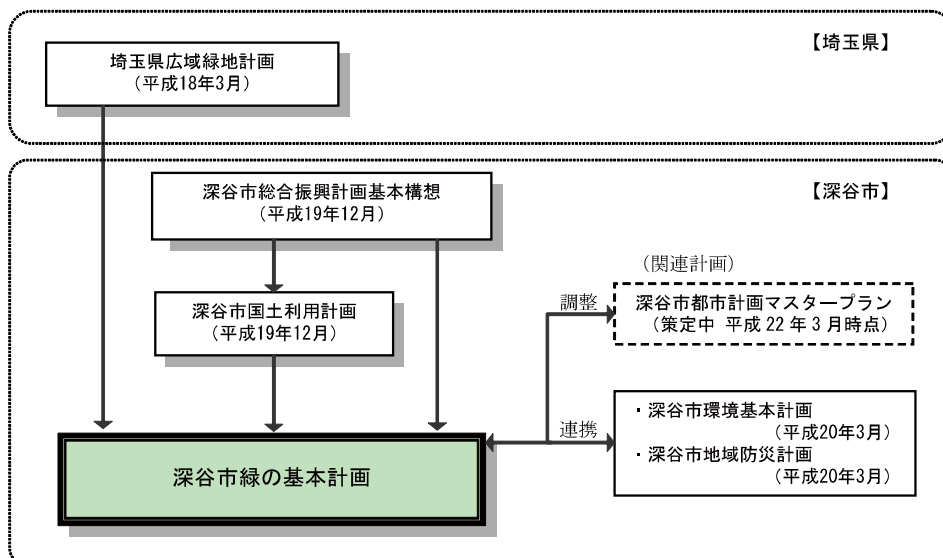 【埼玉県】
埼玉県広域緑地計画
（平成18年3月）
【深谷市】
深谷市総合振興計画基本構想
（平成19年12月）
深谷市国土利用計画
（平成19年12月）
（関連計画）
調整
深谷市都市計画マスタープラン
（策定中 平成22年3月時点）
連携
・深谷市環境基本計画
（平成20年3月）
・深谷市地域防災計画
（平成20年3月）
深谷市緑の基本計画